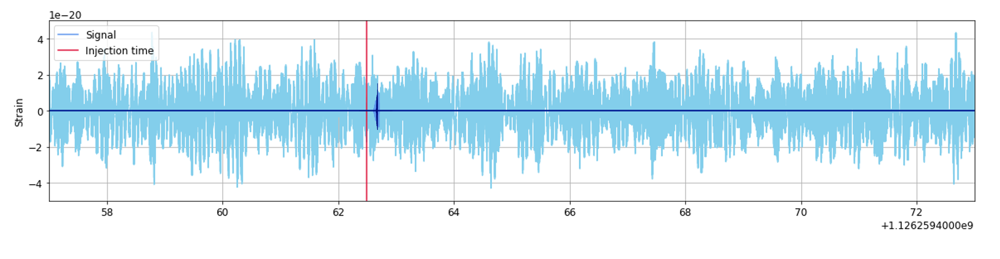 1e−20
Signal
Injection time
4
2
0
−2
−4
Strain
58 60 62 64 66 68 70 72
+1.1262594000e9